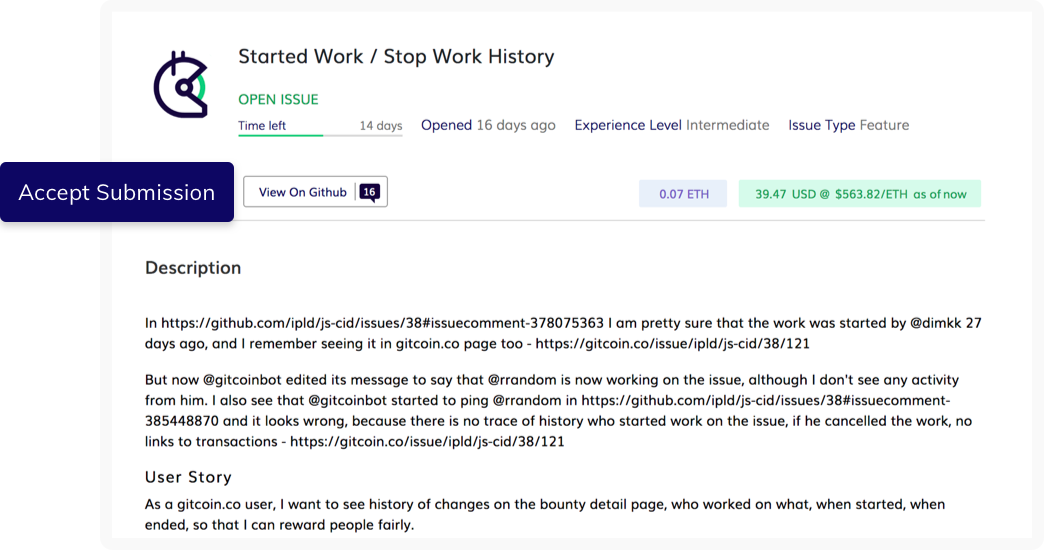 Started Work / Stop Work History
OPEN ISSUE
Time left 14 days Opened 16 days ago Experience Level Intermediate Issue Type Feature
Accept Submission View On Github 16 0.07 ETH 39.47 USD @ $563.82/ETH as of now
Description
In https://github.com/ipld/js-cid/issues/38#issuecomment-378075363 I am pretty sure that the work was started by @dimkk 27
days ago, and I remember seeing it in gitcoin.co page too - https://gitcoin.co/issue/ipld/js-cid/38/121
But now @gitcoinbot edited its message to say that @rrandom is now working on the issue, although I don't see any activity
from him. I also see that @gitcoinbot started to ping @rrandom in https://github.com/ipld/js-cid/issues/38#issuecomment-
385448870 and it looks wrong, because there is no trace of history who started work on the issue, if he cancelled the work, no
links to transactions - https://gitcoin.co/issue/ipld/js-cid/38/121
User Story
As a gitcoin.co user, I want to see history of changes on the bounty detail page, who worked on what, when started, when
ended, so that I can reward people fairly.